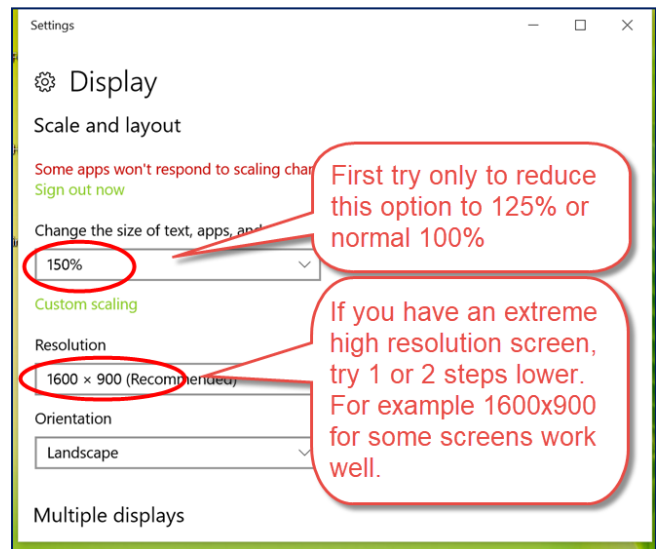 Settings
Display
Scale and layout
Some apps won't respond to scaling
Sign out now
Change the size of text, apps,
150%
Custom scaling
Resolution
1600 × 900 (Recommended)
Orientation
Landscape
Multiple displays
First try only to reduce
this option to 125% or
normal 100%
If you have an extreme
high resolution screen,
try 1 or 2 steps lower.
For example 1600x900
for some screens work
well.